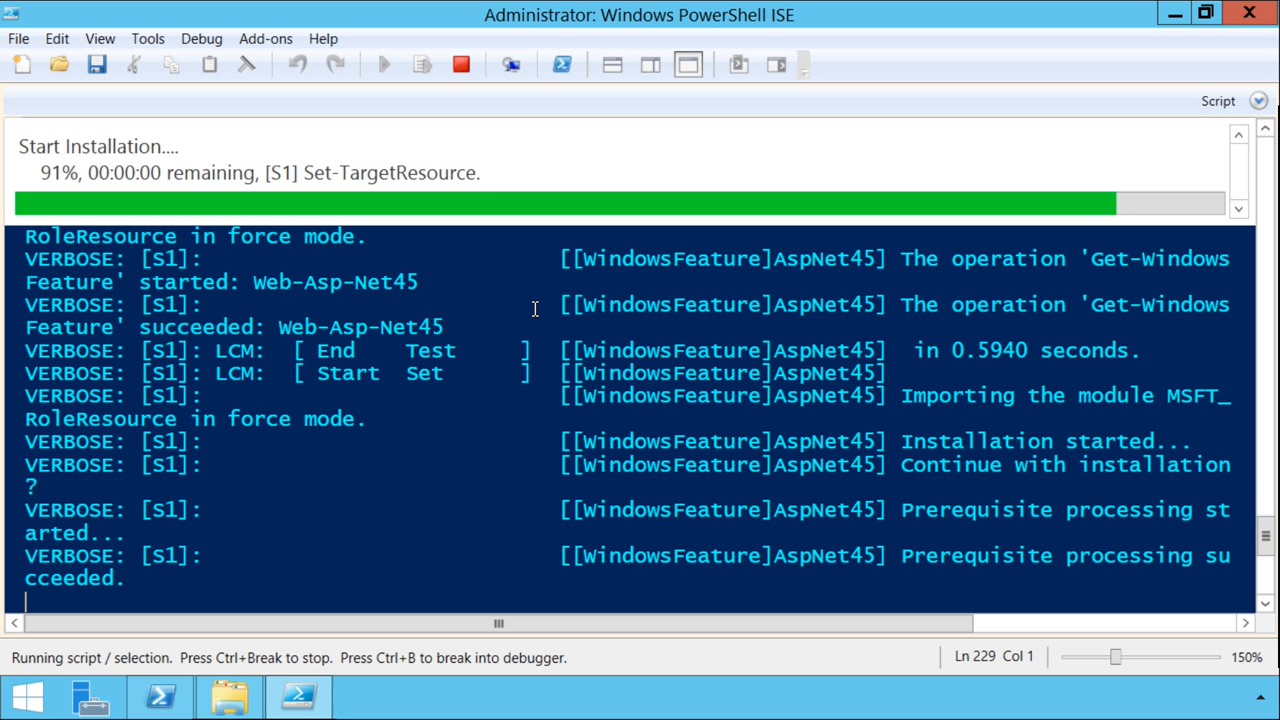 Administrator: Windows PowerShell ISE
File Edit View Tools Debug Add-ons Help
Script
Start Installation....
91%, 00:00:00 remaining, [S1] Set-TargetResource.
RoleResource in force mode.
VERBOSE: [S1]: [[WindowsFeature]AspNet45] The operation 'Get-Windows
Feature' started: Web-Asp-Net45
VERBOSE: [S1]: [[WindowsFeature]AspNet45] The operation 'Get-Windows
Feature' succeeded: Web-Asp-Net45
VERBOSE: [S1]: LCM: [ End Test ] [[WindowsFeature]AspNet45] in 0.5940 seconds.
VERBOSE: [S1]: LCM: [ Start Set ] [[WindowsFeature]AspNet45]
VERBOSE: [S1]: [[WindowsFeature]AspNet45] Importing the module MSFT_
RoleResource in force mode.
VERBOSE: [S1]: [[WindowsFeature]AspNet45] Installation started...
VERBOSE: [S1]: [[WindowsFeature]AspNet45] Continue with installation
?
VERBOSE: [S1]: [[WindowsFeature]AspNet45] Prerequisite processing st
arted...
VERBOSE: [S1]: [[WindowsFeature]AspNet45] Prerequisite processing su
cceeded.
Running script / selection. Press Ctrl+Break to stop. Press Ctrl+B to break into debugger. Ln 229 Col 1 150%